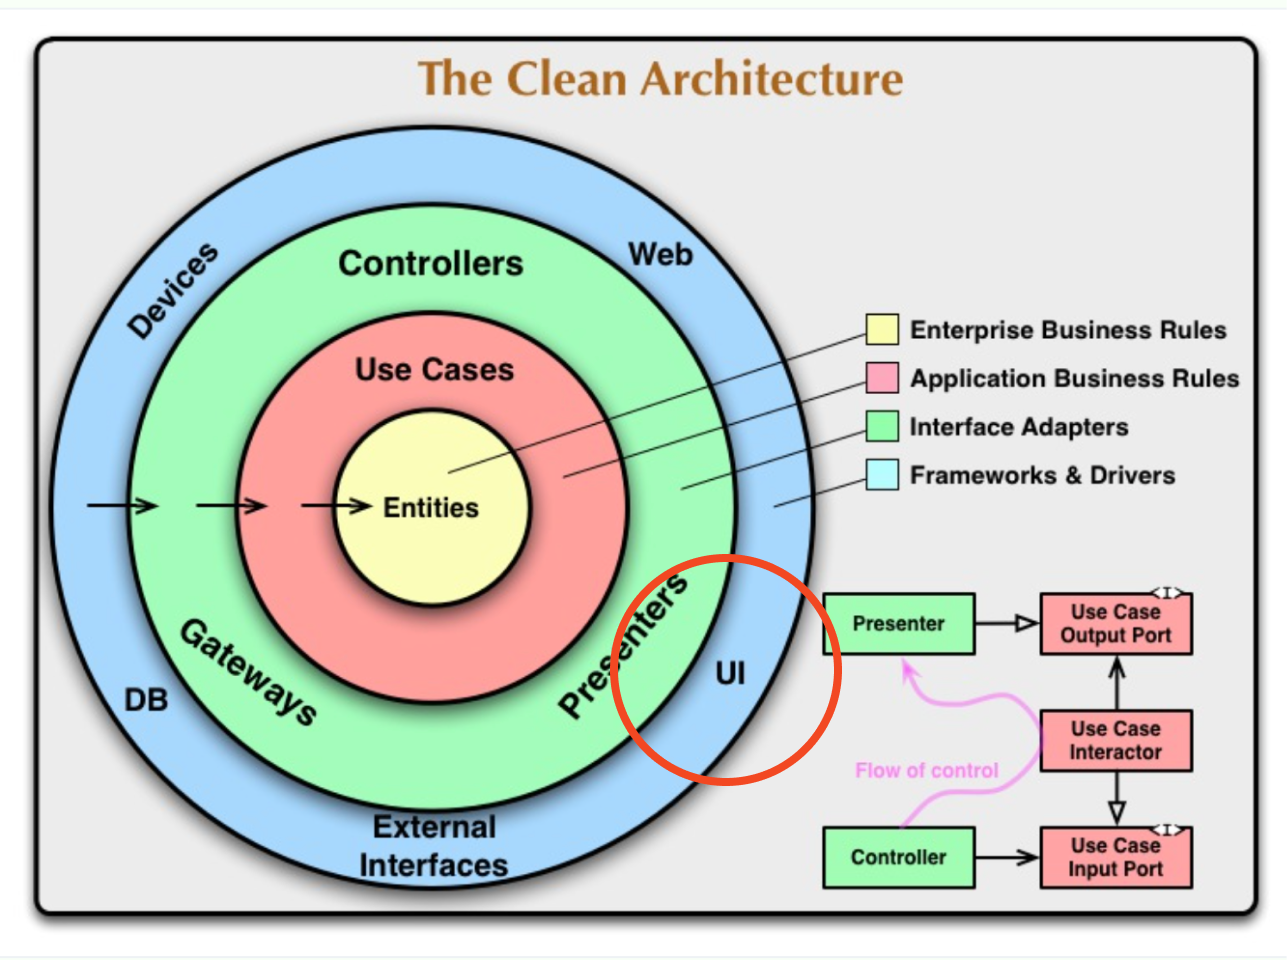 The Clean Architecture
Devices
Controllers
Web
Use Cases
Entities
Gateways
Presenters
DB
UI
External
Interfaces
Enterprise Business Rules
Application Business Rules
Interface Adapters
Frameworks & Drivers
Presenter
<I>
Use Case
Output Port
Use Case
Interactor
Flow of control
Controller
<I>
Use Case
Input Port